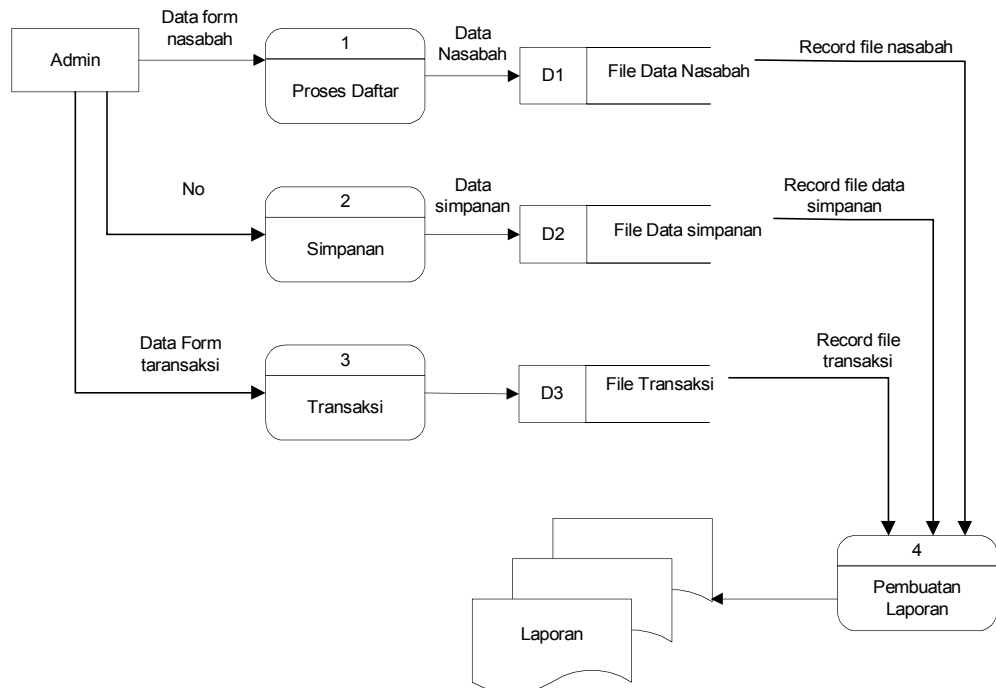 Data form
nasabah
Admin
1
Proses Daftar
Data
Nasabah
D1
File Data Nasabah
Record file nasabah
No
2
Simpanan
Data
simpanan
D2
File Data simpanan
Record file data
simpanan
Data Form
taransaksi
3
Transaksi
D3
File Transaksi
Record file
transaksi
4
Pembuatan
Laporan
Laporan